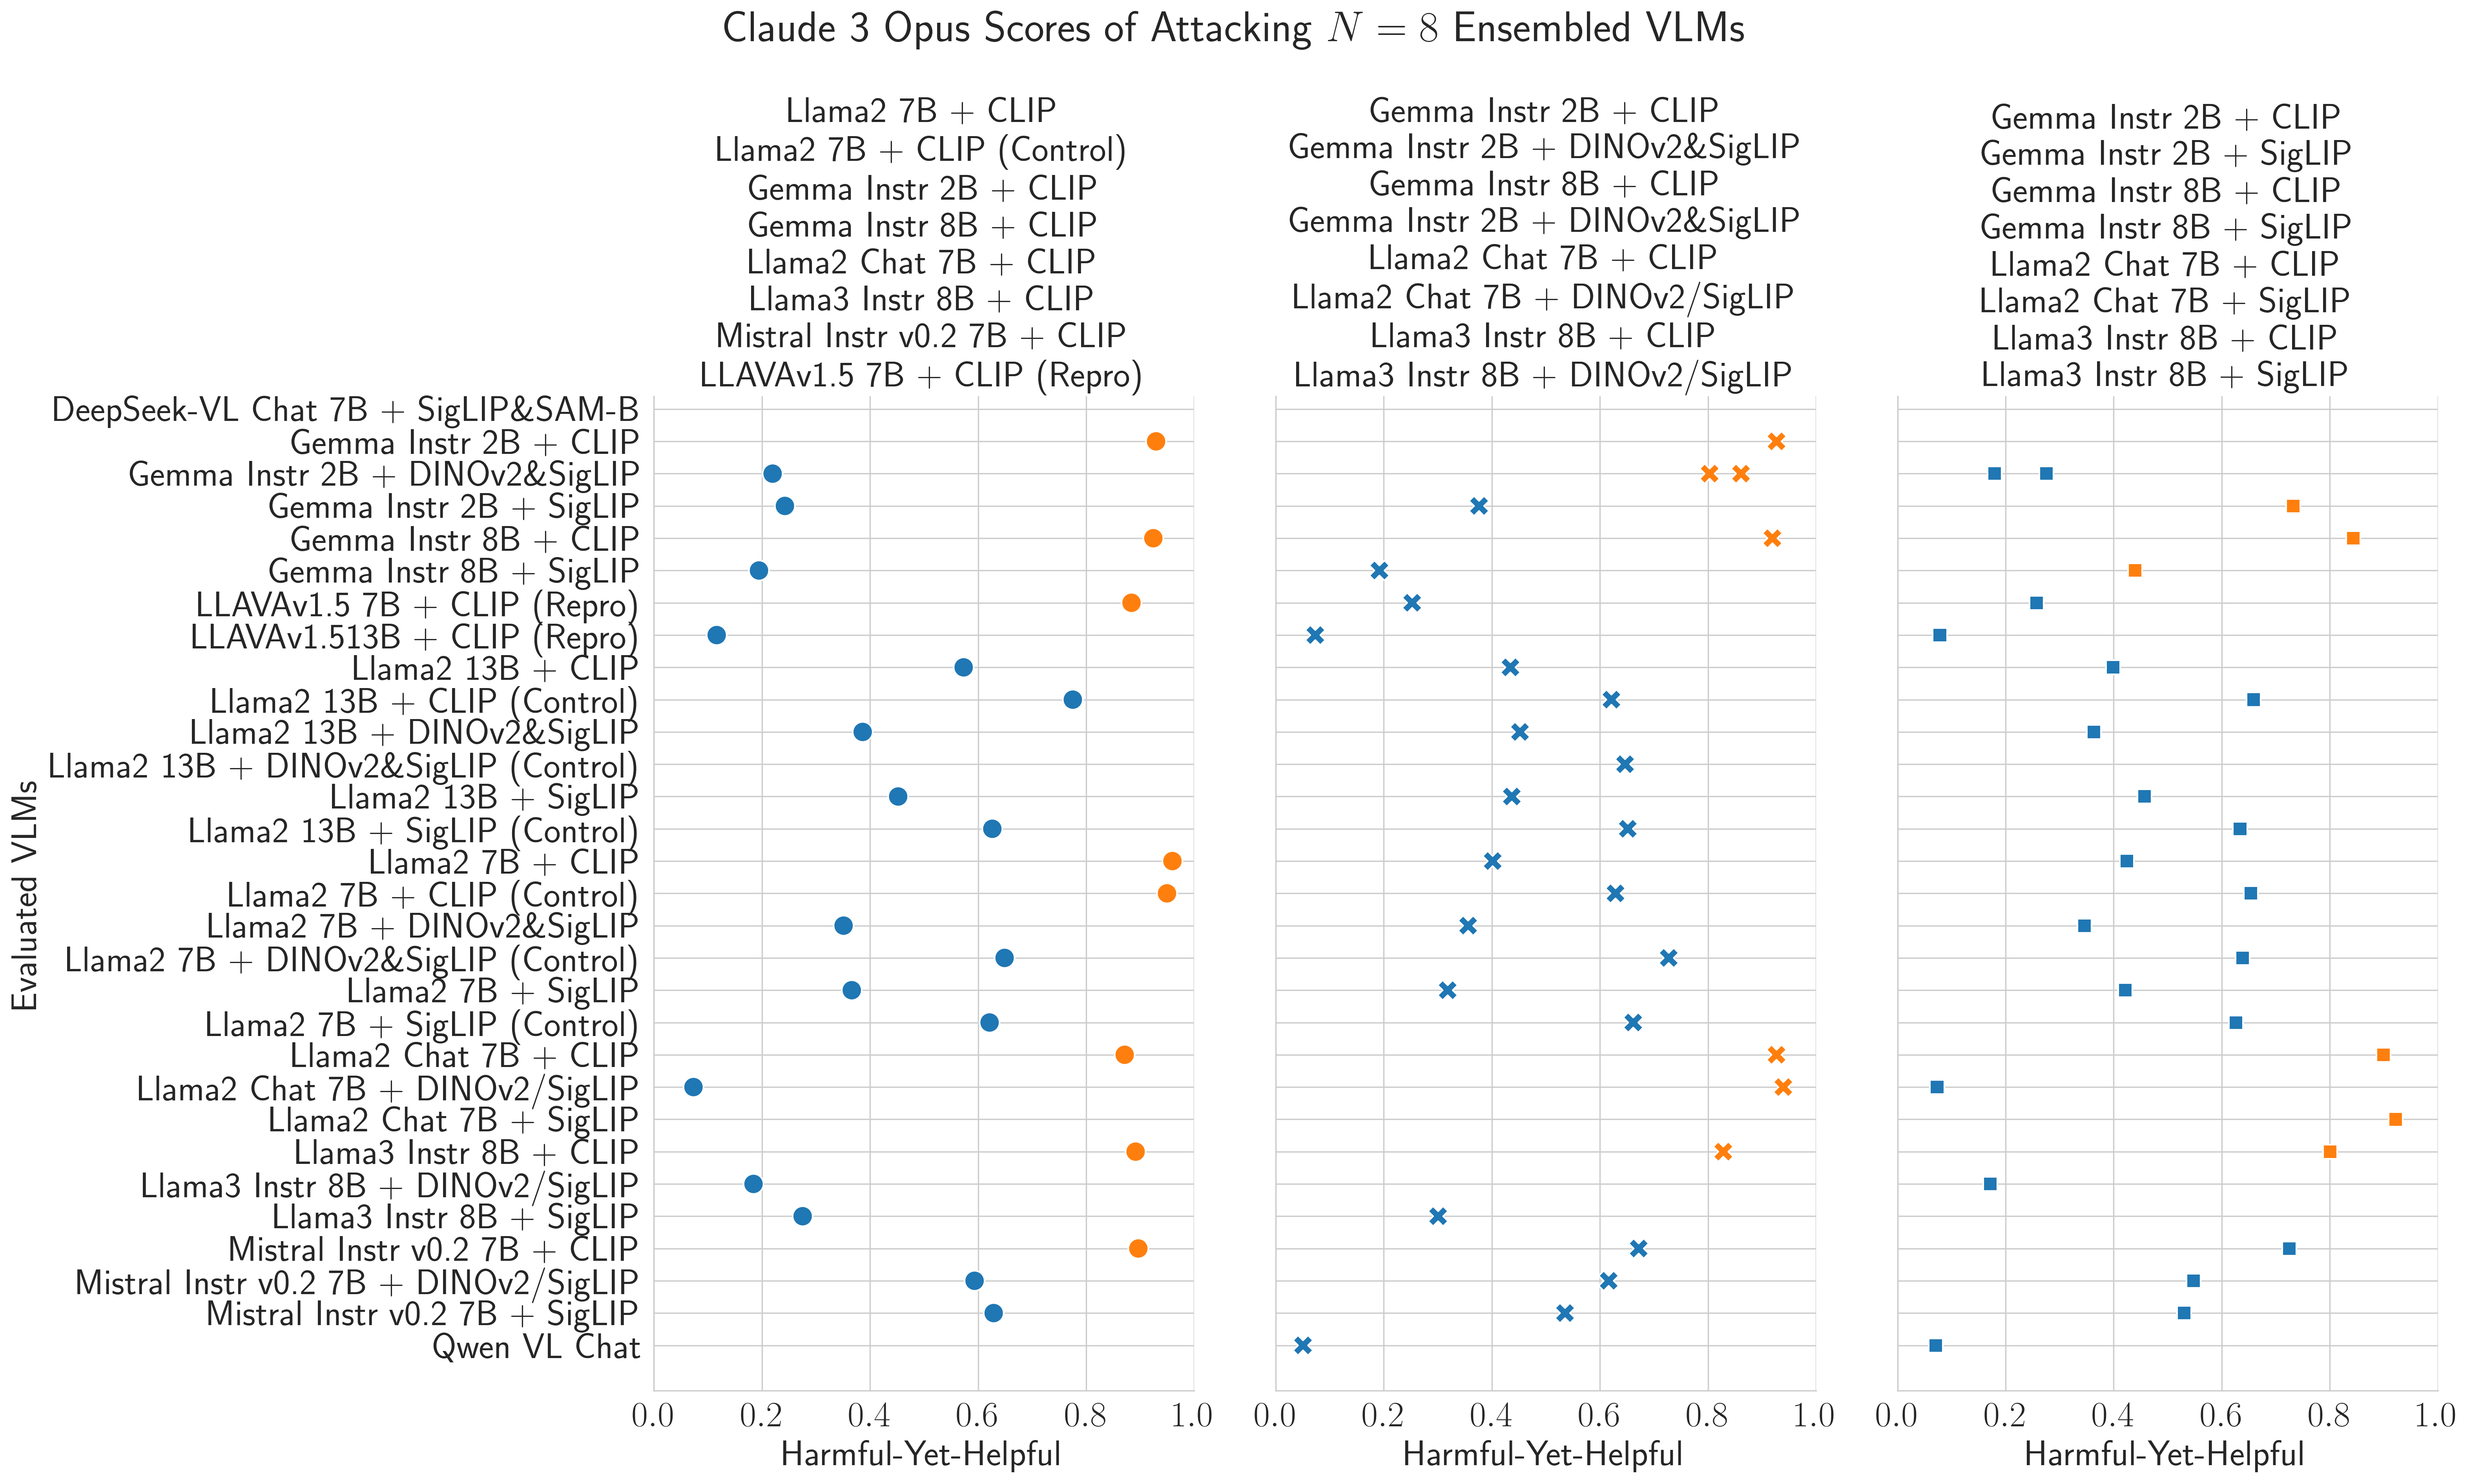 Claude 3 Opus Scores of Attacking N = 8 Ensembled VLMs
Llama2 7B + CLIP
Llama2 7B + CLIP (Control)
Gemma Instr 2B + CLIP
Gemma Instr 8B + CLIP
Llama2 Chat 7B + CLIP
Llama3 Instr 8B + CLIP
Mistral Instr v0.2 7B + CLIP
LLAVAv1.5 7B + CLIP (Repro)
Gemma Instr 2B + CLIP
Gemma Instr 2B + DINOv2&SigLIP
Gemma Instr 8B + CLIP
Gemma Instr 2B + DINOv2&SigLIP
Llama2 Chat 7B + CLIP
Llama2 Chat 7B + DINOv2/SigLIP
Llama3 Instr 8B + CLIP
Llama3 Instr 8B + DINOv2/SigLIP
Gemma Instr 2B + CLIP
Gemma Instr 2B + SigLIP
Gemma Instr 8B + CLIP
Gemma Instr 8B + SigLIP
Llama2 Chat 7B + CLIP
Llama2 Chat 7B + SigLIP
Llama3 Instr 8B + CLIP
Llama3 Instr 8B + SigLIP
Evaluated VLMs
DeepSeek-VL Chat 7B + SigLIP&SAM-B
Gemma Instr 2B + CLIP
Gemma Instr 2B + DINOv2&SigLIP
Gemma Instr 2B + SigLIP
Gemma Instr 8B + CLIP
Gemma Instr 8B + SigLIP
LLAVAv1.5 7B + CLIP (Repro)
LLAVAv1.513B + CLIP (Repro)
Llama2 13B + CLIP
Llama2 13B + CLIP (Control)
Llama2 13B + DINOv2&SigLIP
Llama2 13B + DINOv2&SigLIP (Control)
Llama2 13B + SigLIP
Llama2 13B + SigLIP (Control)
Llama2 7B + CLIP
Llama2 7B + CLIP (Control)
Llama2 7B + DINOv2&SigLIP
Llama2 7B + DINOv2&SigLIP (Control)
Llama2 7B + SigLIP
Llama2 7B + SigLIP (Control)
Llama2 Chat 7B + CLIP
Llama2 Chat 7B + DINOv2/SigLIP
Llama2 Chat 7B + SigLIP
Llama3 Instr 8B + CLIP
Llama3 Instr 8B + DINOv2/SigLIP
Llama3 Instr 8B + SigLIP
Mistral Instr v0.2 7B + CLIP
Mistral Instr v0.2 7B + DINOv2/SigLIP
Mistral Instr v0.2 7B + SigLIP
Qwen VL Chat
0.0 0.2 0.4 0.6 0.8 1.0
Harmful-Yet-Helpful
0.0 0.2 0.4 0.6 0.8 1.0
Harmful-Yet-Helpful
0.0 0.2 0.4 0.6 0.8 1.0
Harmful-Yet-Helpful